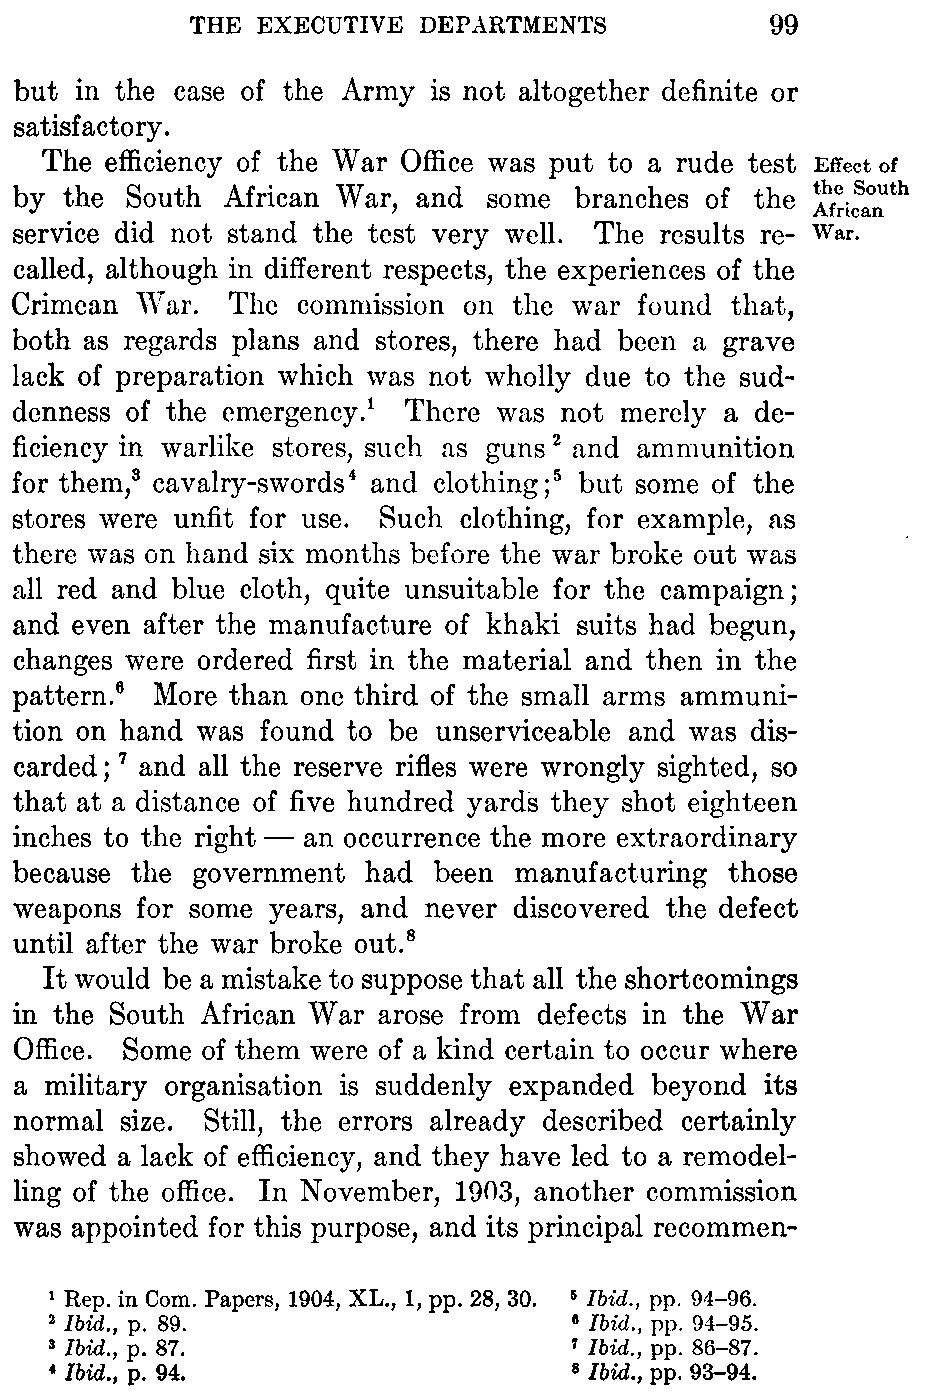 THE EXECUTIVE DEPARTMENTS 99
but in the case of the Army is not altogether definite or
satisfactory.
The efficiency of the War Office was put to a rude test
by the South African War, and some branches of the
service did not stand the test very well. The results re-
called, although in different respects, the experiences of the
Crimean War. The commission on the war found that,
both as regards plans and stores, there had been a grave
lack of preparation which was not wholly due to the sud-
denness of the emergency.¹ There was not merely a de-
ficiency in warlike stores, such as guns² and ammunition
for them,³ cavalry-swords⁴ and clothing;⁵ but some of the
stores were unfit for use. Such clothing, for example, as
there was on hand six months before the war broke out was
all red and blue cloth, quite unsuitable for the campaign;
and even after the manufacture of khaki suits had begun,
changes were ordered first in the material and then in the
pattern.⁶ More than one third of the small arms ammuni-
tion on hand was found to be unserviceable and was dis-
carded;⁷ and all the reserve rifles were wrongly sighted, so
that at a distance of five hundred yards they shot eighteen
inches to the right — an occurrence the more extraordinary
because the government had been manufacturing those
weapons for some years, and never discovered the defect
until after the war broke out.⁸
It would be a mistake to suppose that all the shortcomings
in the South African War arose from defects in the War
Office. Some of them were of a kind certain to occur where
a military organisation is suddenly expanded beyond its
normal size. Still, the errors already described certainly
showed a lack of efficiency, and they have led to a remodel-
ling of the office. In November, 1903, another commission
was appointed for this purpose, and its principal recommen-
Effect of
the South
African
War.
¹ Rep. in Com. Papers, 1904, XL., 1, pp. 28, 30.
² Ibid., p. 89.
³ Ibid., p. 87.
⁴ Ibid., p. 94.
⁵ Ibid., pp. 94–96.
⁶ Ibid., pp. 94–95.
⁷ Ibid., pp. 86–87.
⁸ Ibid., pp. 93–94.